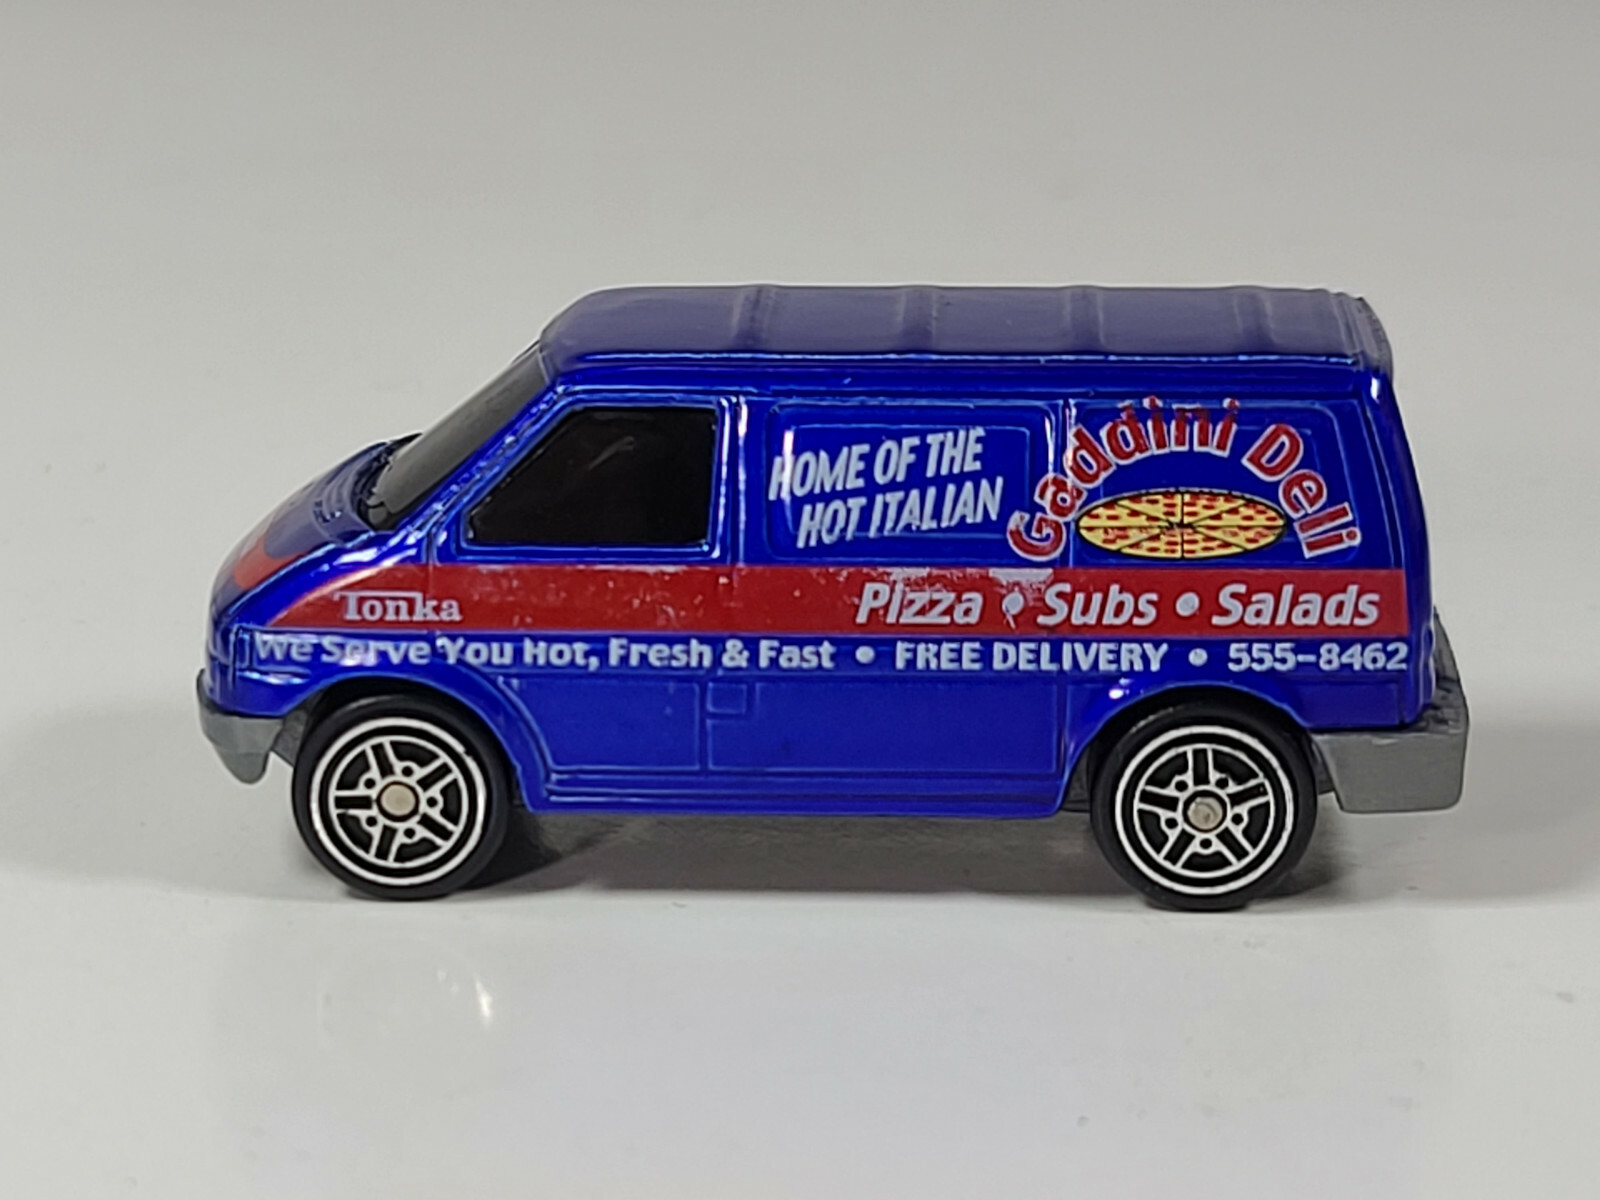 HOME OF THE
HOT ITALIAN
Gaddini Deli
Tonka
Pizza • Subs • Salads
We Serve You Hot, Fresh & Fast • FREE DELIVERY • 555-8462